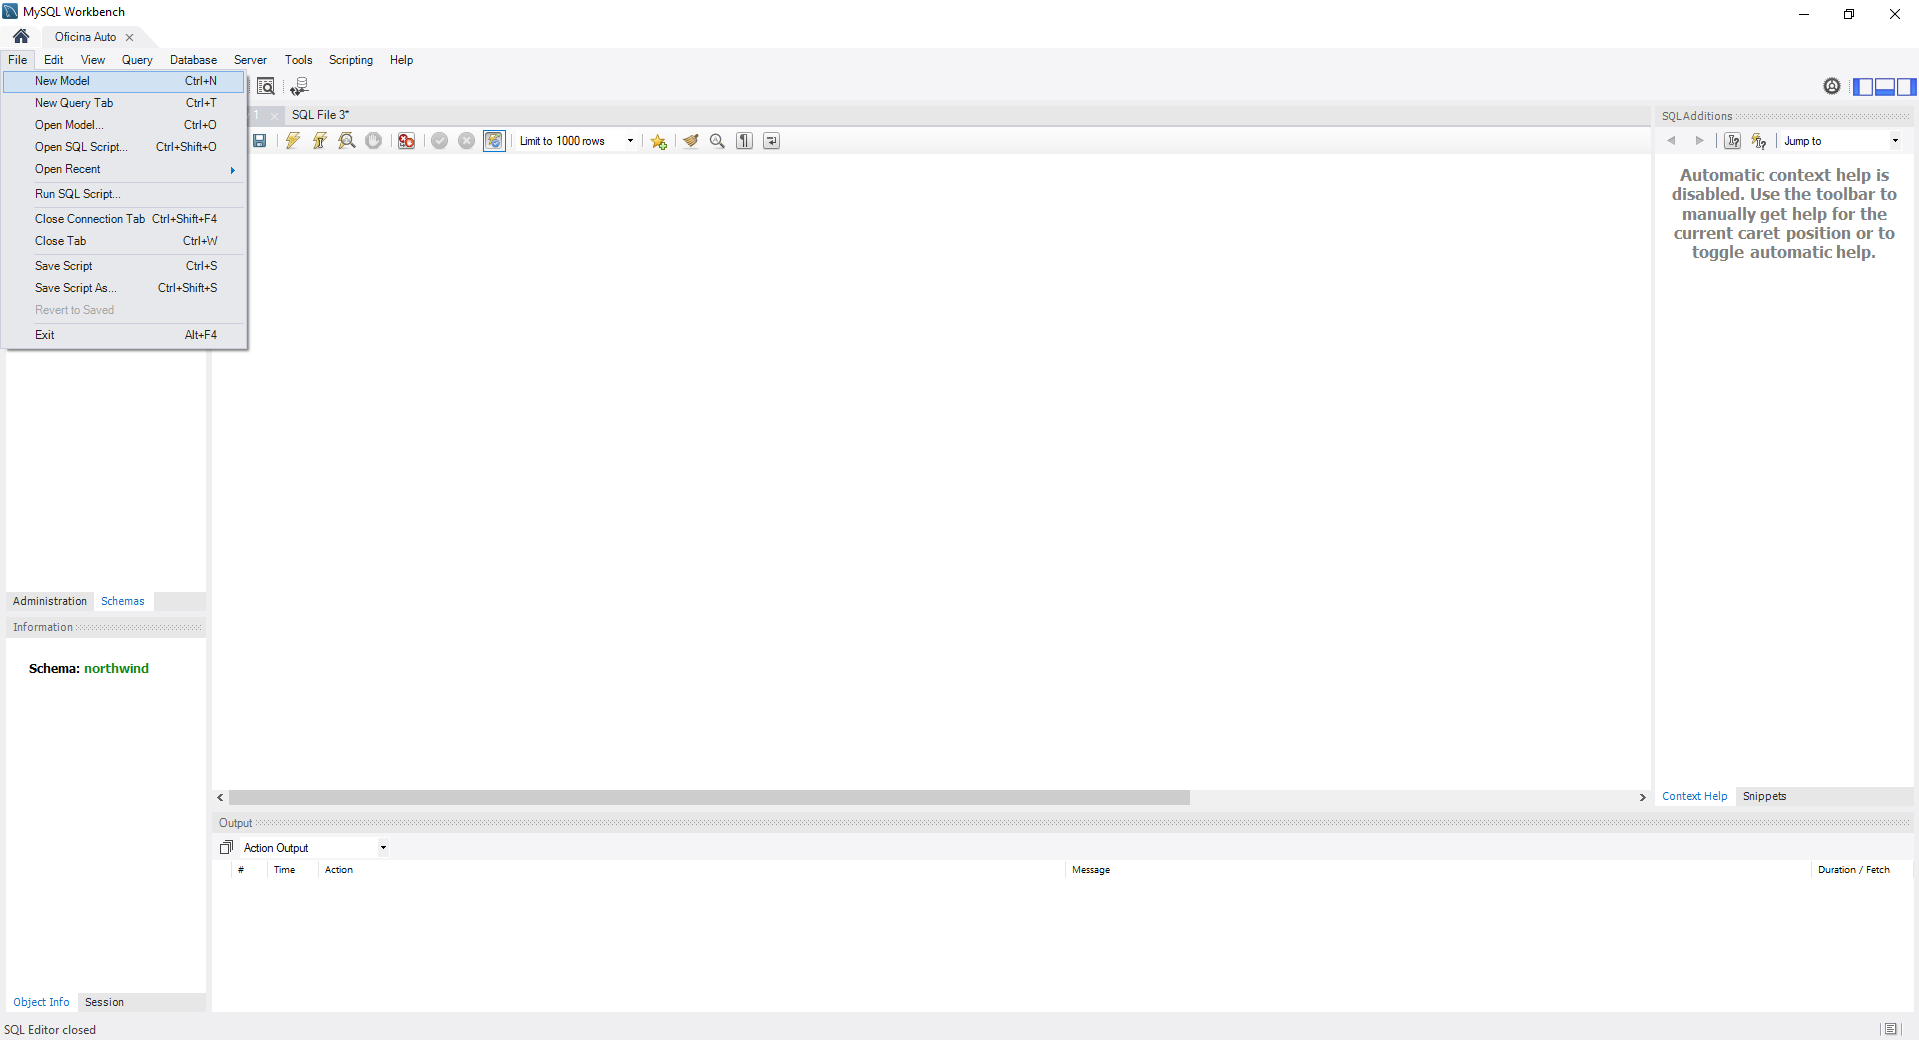 MySQL Workbench
Oficina Auto
File Edit View Query Database Server Tools Scripting Help
New Model Ctrl+N
New Query Tab Ctrl+T
Open Model... Ctrl+O
Open SQL Script... Ctrl+Shift+O
Open Recent
Run SQL Script...
Close Connection Tab Ctrl+Shift+F4
Close Tab Ctrl+W
Save Script Ctrl+S
Save Script As... Ctrl+Shift+S
Revert to Saved
Exit Alt+F4
1 SQL File 3*
Limit to 1000 rows
SQLAdditions
Jump to
Automatic context help is
disabled. Use the toolbar to
manually get help for the
current caret position or to
toggle automatic help.
Administration Schemas
Information
Schema: northwind
Context Help Snippets
Output
Action Output
# Time Action Message Duration / Fetch
Object Info Session
SQL Editor closed